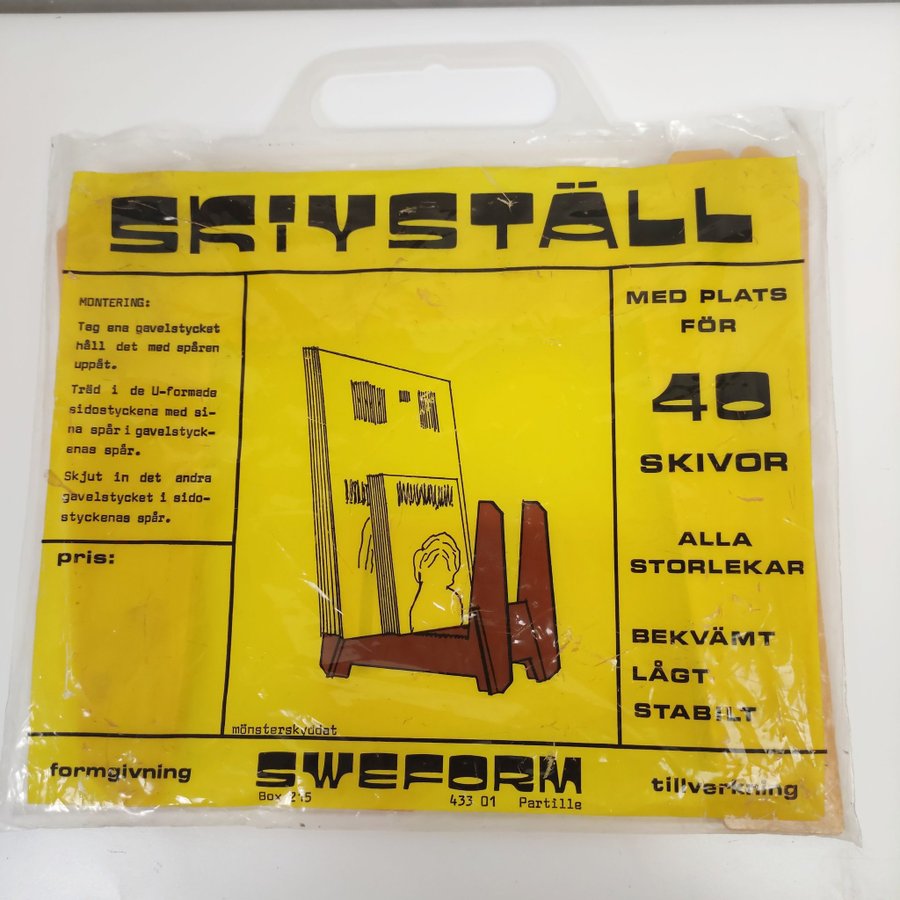 SKIVSTÄLL
MONTERING:
Tag ena gavelstycket
håll det med spåren
uppåt.
Träd i de U-formade
sidostyckena med si-
na spår i gavelstyck-
enas spår.
Skjut in det andra
gavelstycket i sido-
styckenas spår.
pris:
mönsterskyddat
MED PLATS
FÖR
40
SKIVOR
ALLA
STORLEKAR
BEKVÄMT
LÅGT
STABILT
formgivning
SWEFORM
Box 215 433 01 Partille
tillverkning